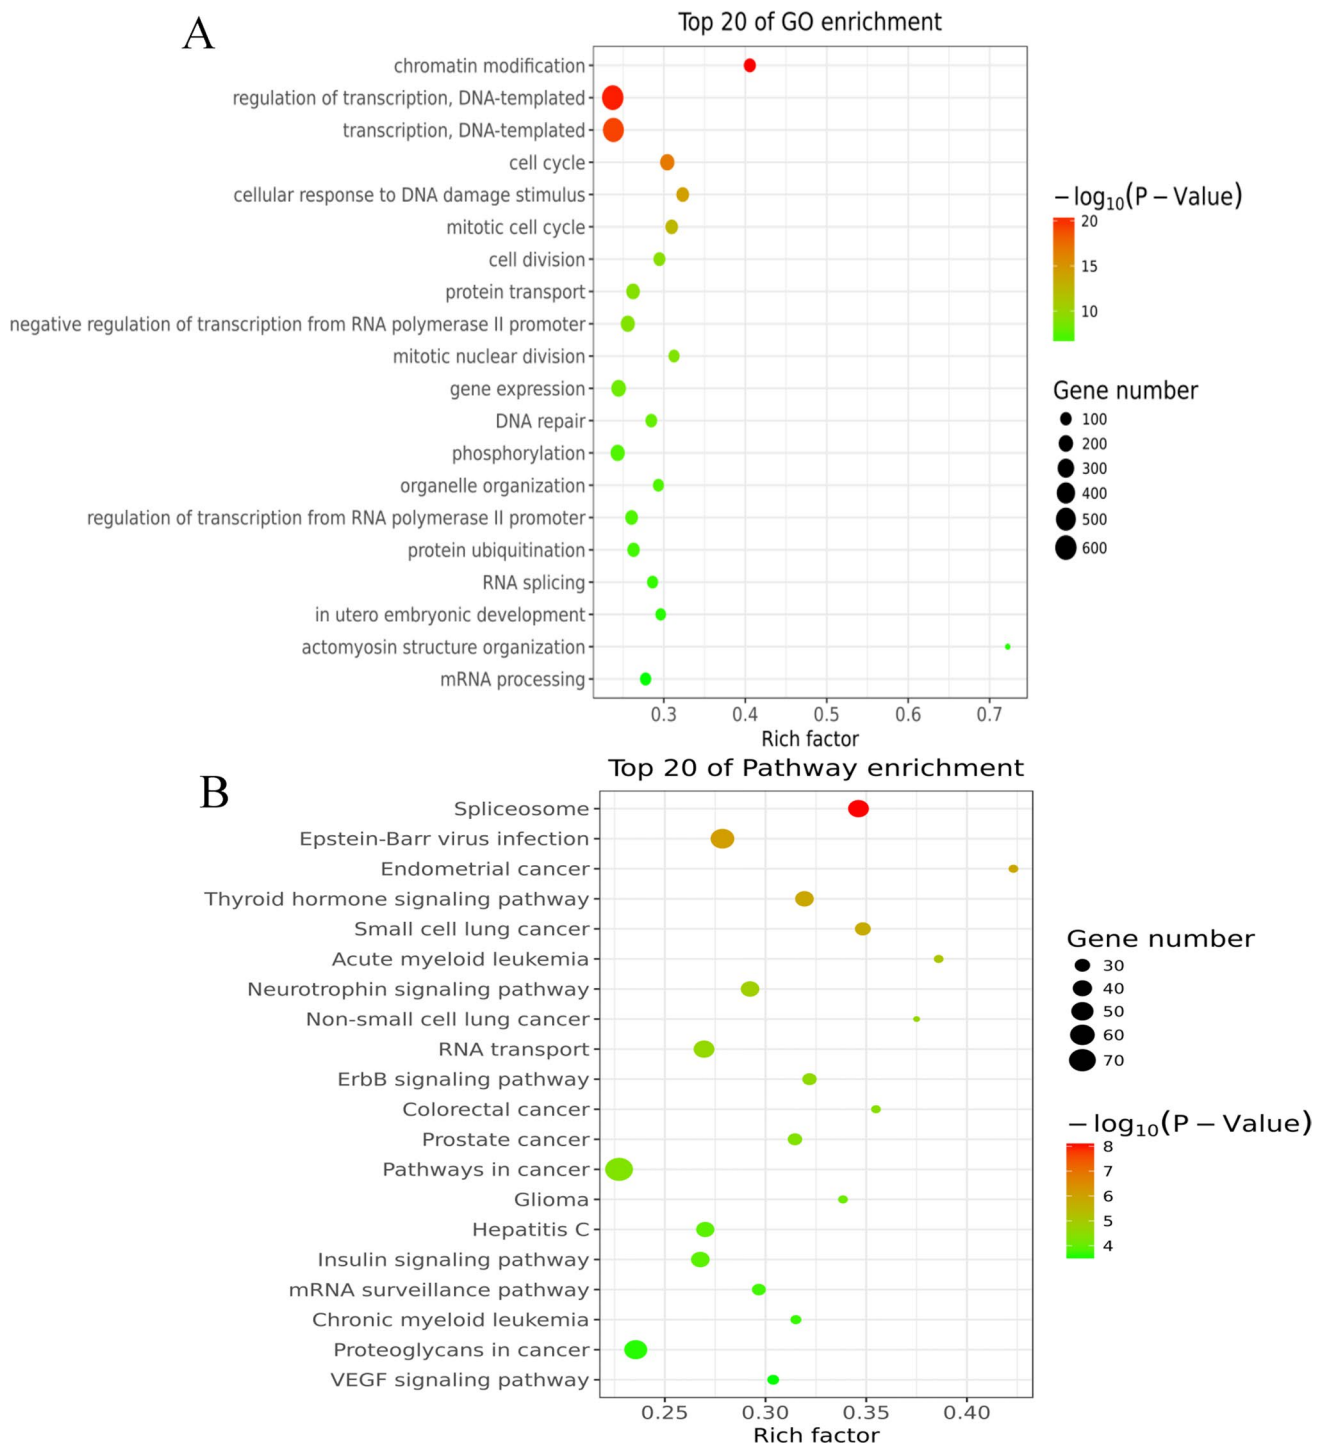 A
Top 20 of GO enrichment
chromatin modification
regulation of transcription, DNA-templated
transcription, DNA-templated
cell cycle
cellular response to DNA damage stimulus
mitotic cell cycle
cell division
protein transport
negative regulation of transcription from RNA polymerase II promoter
mitotic nuclear division
gene expression
DNA repair
phosphorylation
organelle organization
regulation of transcription from RNA polymerase II promoter
protein ubiquitination
RNA splicing
in utero embryonic development
actomyosin structure organization
mRNA processing
0.3 0.4 0.5 0.6 0.7
Rich factor
−log10(P−Value)
20
15
10
Gene number
100
200
300
400
500
600
B
Top 20 of Pathway enrichment
Spliceosome
Epstein-Barr virus infection
Endometrial cancer
Thyroid hormone signaling pathway
Small cell lung cancer
Acute myeloid leukemia
Neurotrophin signaling pathway
Non-small cell lung cancer
RNA transport
ErbB signaling pathway
Colorectal cancer
Prostate cancer
Pathways in cancer
Glioma
Hepatitis C
Insulin signaling pathway
mRNA surveillance pathway
Chronic myeloid leukemia
Proteoglycans in cancer
VEGF signaling pathway
0.25 0.30 0.35 0.40
Rich factor
Gene number
30
40
50
60
70
−log10(P−Value)
8
7
6
5
4